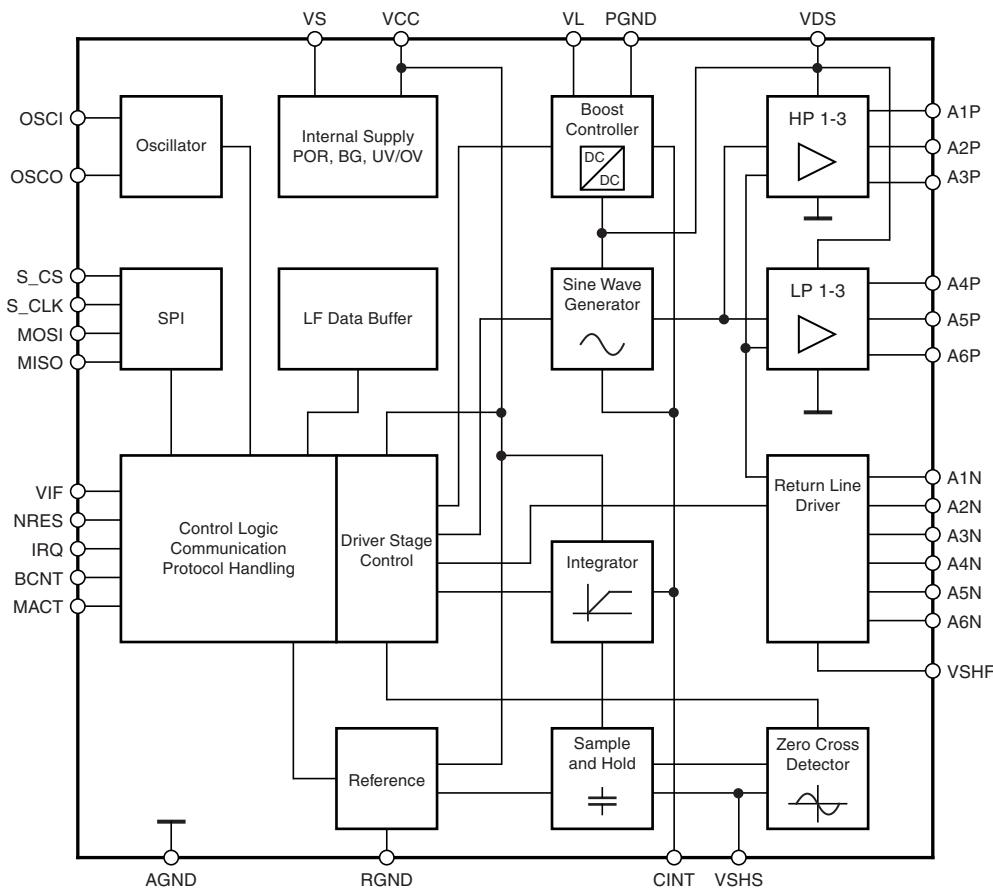 VS
VCC
VL
PGND
VDS
OSCI
OSCO
Oscillator
Internal Supply
POR, BG, UV/OV
Boost
Controller
DC
DC
HP 1-3
A1P
A2P
A3P
S_CS
S_CLK
MOSI
MISO
SPI
LF Data Buffer
Sine Wave
Generator
LP 1-3
A4P
A5P
A6P
VIF
NRES
IRQ
BCNT
MACT
Control Logic
Communication
Protocol Handling
Driver Stage
Control
Integrator
Return Line
Driver
A1N
A2N
A3N
A4N
A5N
A6N
VSHF
Reference
Sample
and Hold
Zero Cross
Detector
AGND
RGND
CINT
VSHS